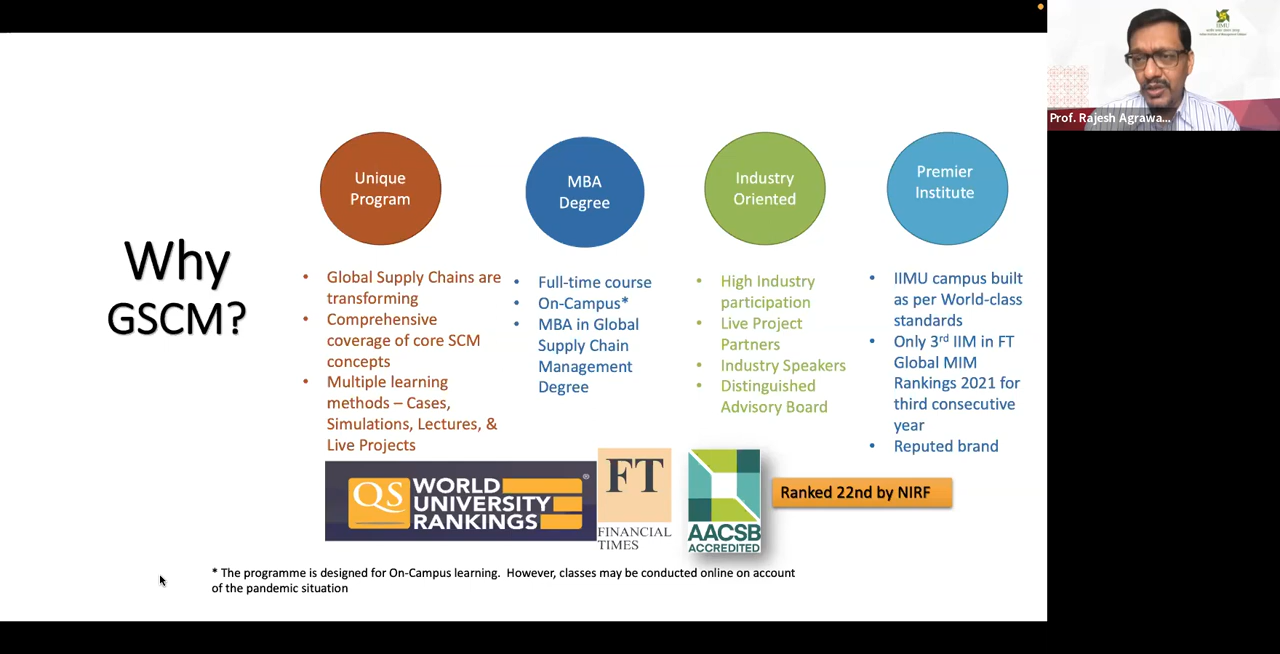 Why
GSCM?
Unique
Program
• Global Supply Chains are
transforming
• Comprehensive
coverage of core SCM
concepts
• Multiple learning
methods – Cases,
Simulations, Lectures, &
Live Projects
MBA
Degree
• Full-time course
• On-Campus*
• MBA in Global
Supply Chain
Management
Degree
Industry
Oriented
• High Industry
participation
• Live Project
Partners
• Industry Speakers
• Distinguished
Advisory Board
Premier
Institute
• IIMU campus built
as per World-class
standards
• Only 3rd IIM in FT
Global MIM
Rankings 2021 for
third consecutive
year
• Reputed brand
QS WORLD
UNIVERSITY
RANKINGS
®
FT
FINANCIAL
TIMES
AACSB
ACCREDITED
Ranked 22nd by NIRF
* The programme is designed for On-Campus learning. However, classes may be conducted online on account
of the pandemic situation
IIMU
Prof. Rajesh Agrawa...